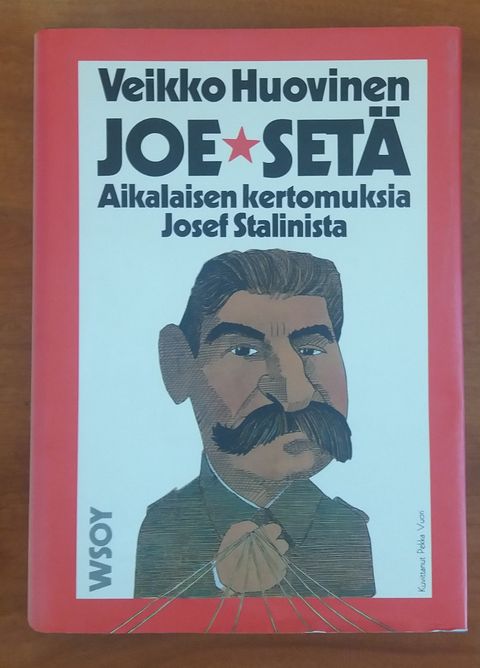 Veikko Huovinen
JOE★SETÄ
Aikalaisen kertomuksia
Josef Stalinista
WSOY
Kuvittanut Pekka Vuori